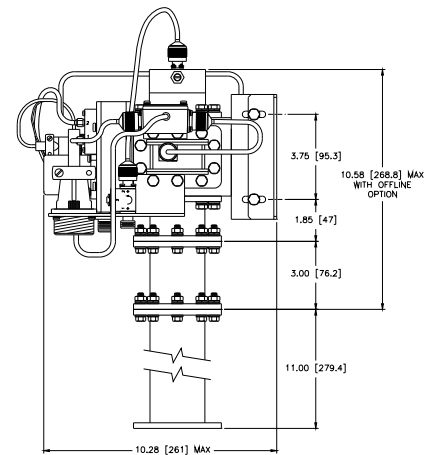 3.75 [95.3]
10.58 [268.8] MAX
WITH OFFLINE
OPTION
1.85 [47]
3.00 [76.2]
11.00 [279.4]
10.28 [261] MAX